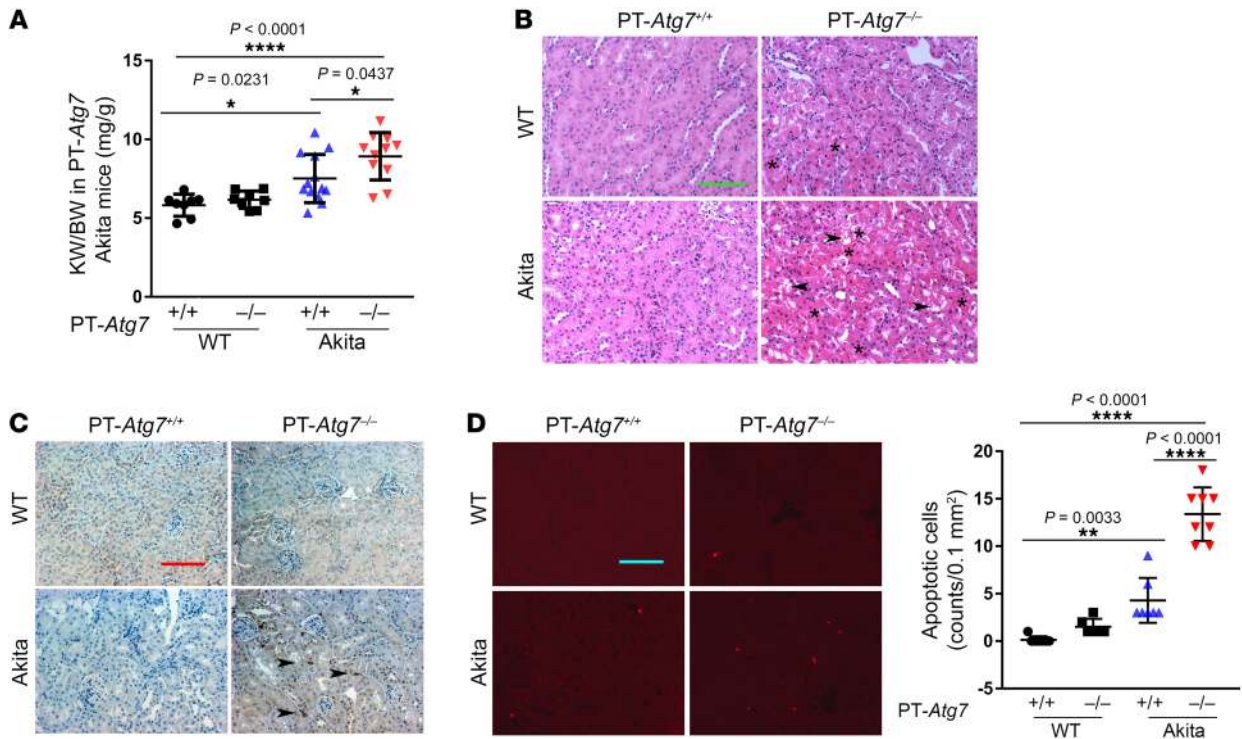 A
P < 0.0001
****
P = 0.0231
P = 0.0437
*
*
15
10
5
0
KW/BW in PT-Atg7
Akita mice (mg/g)
PT-Atg7
+/+
–/–
+/+
–/–
WT
Akita
B
PT-Atg7+/+
PT-Atg7–/–
WT
*
*
Akita
*
*
*
*
*
*
C
PT-Atg7+/+
PT-Atg7–/–
WT
Akita
D
PT-Atg7+/+
PT-Atg7–/–
WT
Akita
P < 0.0001
****
P < 0.0001
****
P = 0.0033
**
20
15
10
5
0
-5
Apoptotic cells
(counts/0.1 mm2)
PT-Atg7
+/+
–/–
+/+
–/–
WT
Akita